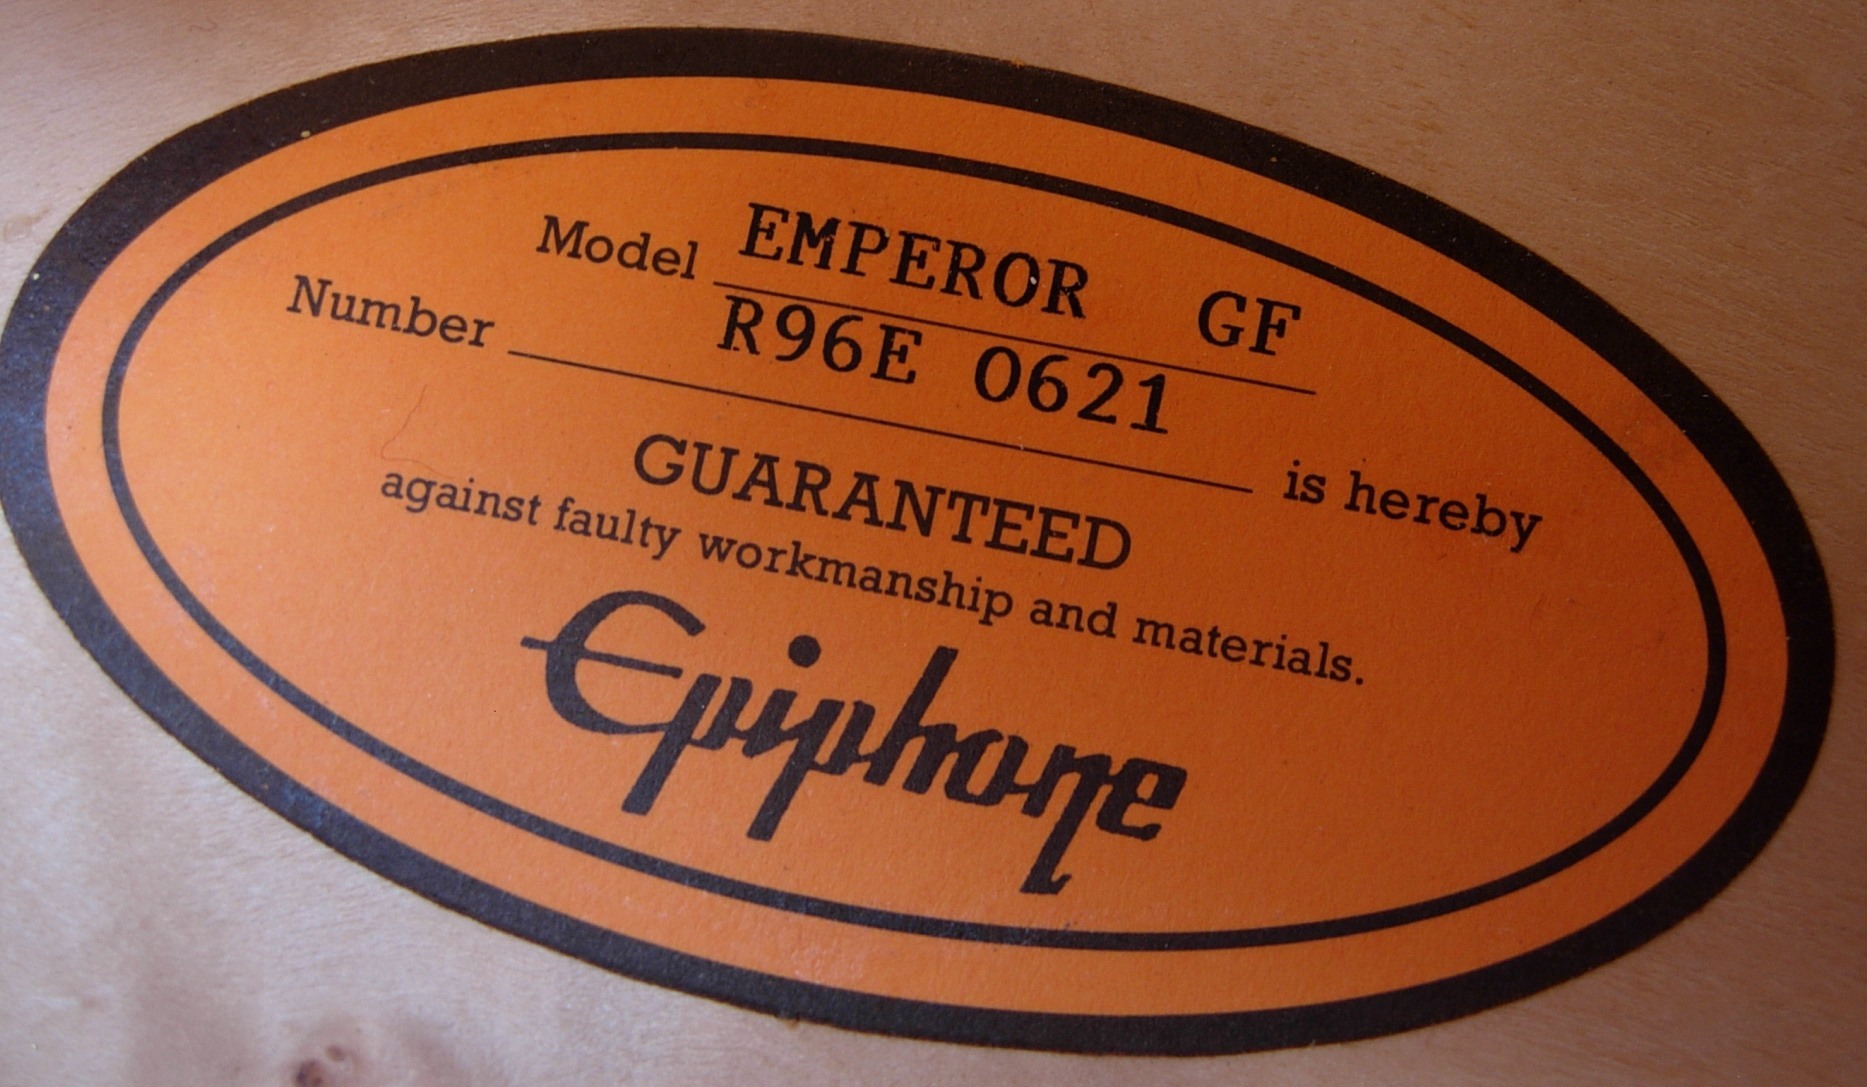 Model EMPEROR GF
Number R96E 0621 is hereby
GUARANTEED
against faulty workmanship and materials.
Epiphone